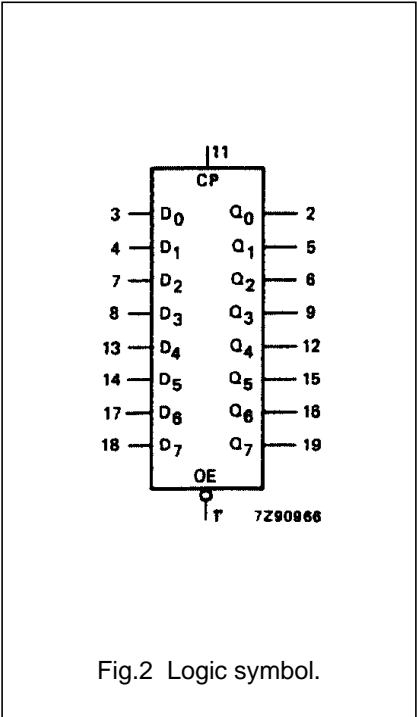 11
CP
3 D0 Q0 2
4 D1 Q1 5
7 D2 Q2 6
8 D3 Q3 9
13 D4 Q4 12
14 D5 Q5 15
17 D6 Q6 16
18 D7 Q7 19
OE
1 7Z90966
Fig.2 Logic symbol.